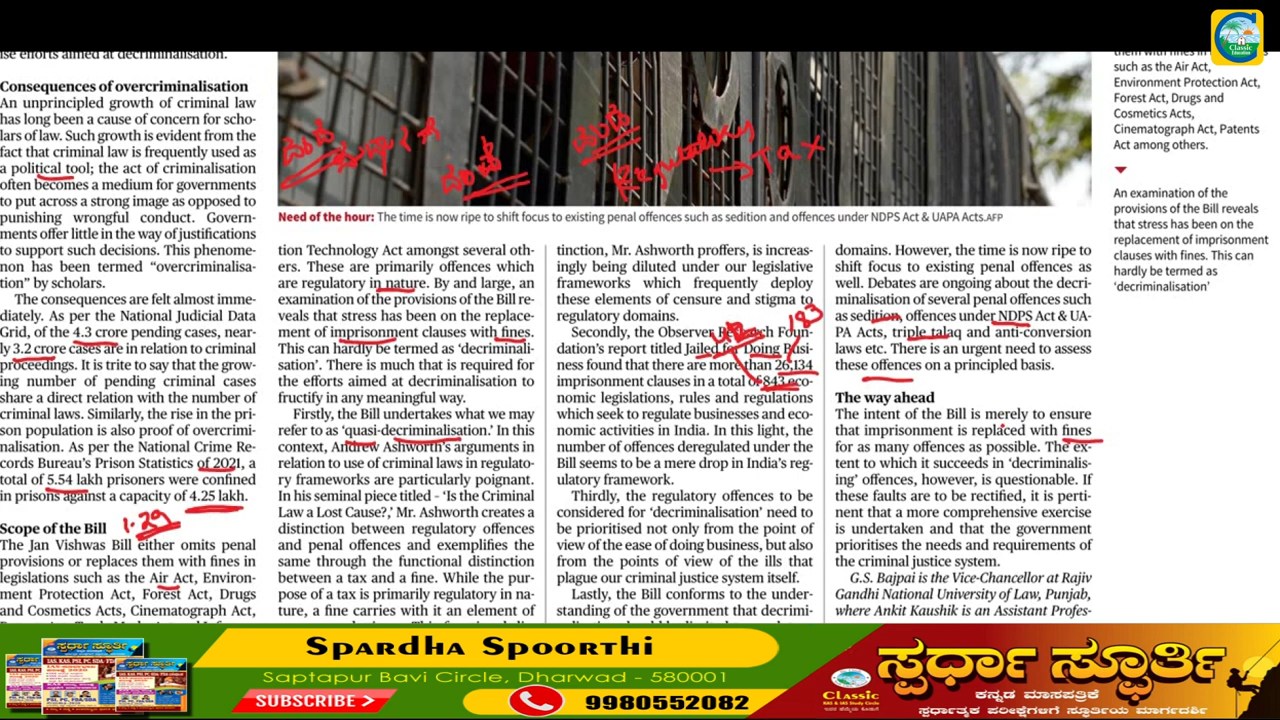 ise efforts aimed at decriminalisation.
Consequences of overcriminalisation
An unprincipled growth of criminal law
has long been a cause of concern for scho-
lars of law. Such growth is evident from the
fact that criminal law is frequently used as
a political tool; the act of criminalisation
often becomes a medium for governments
to put across a strong image as opposed to
punishing wrongful conduct. Govern-
ments offer little in the way of justifications
to support such decisions. This phenome-
non has been termed “overcriminalisa-
tion” by scholars.
The consequences are felt almost imme-
diately. As per the National Judicial Data
Grid, of the 4.3 crore pending cases, near-
ly 3.2 crore cases are in relation to criminal
proceedings. It is trite to say that the grow-
ing number of pending criminal cases
share a direct relation with the number of
criminal laws. Similarly, the rise in the pri-
son population is also proof of overcrimi-
nalisation. As per the National Crime Re-
cords Bureau's Prison Statistics of 2021, a
total of 5.54 lakh prisoners were confined
in prisons against a capacity of 4.25 lakh.
1.29
Scope of the Bill
The Jan Vishwas Bill either omits penal
provisions or replaces them with fines in
legislations such as the Air Act, Environ-
ment Protection Act, Forest Act, Drugs
and Cosmetics Act, Cinematograph Act,
ದಂಡ
ದಂಡ
ದಂಡ
Regulations
→ Tax
Need of the hour: The time is now ripe to shift focus to existing penal offences such as sedition and offences under NDPS Act & UAPA Acts. AFP
tion Technology Act amongst several oth-
ers. These are primarily offences which
are regulatory in nature. By and large, an
examination of the provisions of the Bill re-
veals that stress has been on the replace-
ment of imprisonment clauses with fines.
This can hardly be termed as ‘decriminali-
sation’. There is much that is required for
the efforts aimed at decriminalisation to
fructify in any meaningful way.
Firstly, the Bill undertakes what we may
refer to as ‘quasi-decriminalisation.’ In this
context, Andrew Ashworth's arguments in
relation to use of criminal laws in regulato-
ry frameworks are particularly poignant.
In his seminal piece titled - ‘Is the Criminal
Law a Lost Cause?,’ Mr. Ashworth creates a
distinction between regulatory offences
and penal offences and exemplifies the
same through the functional distinction
between a tax and a fine. While the pur-
pose of a tax is primarily regulatory in na-
ture, a fine carries with it an element of
tinction, Mr. Ashworth proffers, is increas-
ingly being diluted under our legislative
frameworks which frequently deploy
these elements of censure and stigma to
regulatory domains.
183
Secondly, the Observer Research Foun-
dation's report titled Jailed for Doing Busi-
ness found that there are more than 26,134
imprisonment clauses in a total of 843 eco-
nomic legislations, rules and regulations
which seek to regulate businesses and eco-
nomic activities in India. In this light, the
number of offences deregulated under the
Bill seems to be a mere drop in India's reg-
ulatory framework.
Thirdly, the regulatory offences to be
considered for ‘decriminalisation’ need to
be prioritised not only from the point of
view of the ease of doing business, but also
from the points of view of the ills that
plague our criminal justice system itself.
Lastly, the Bill conforms to the under-
standing of the government that decrimi-
domains. However, the time is now ripe to
shift focus to existing penal offences as
well. Debates are ongoing about the decri-
minalisation of several penal offences such
as sedition, offences under NDPS Act & UA-
PA Acts, triple talaq and anti-conversion
laws etc. There is an urgent need to assess
these offences on a principled basis.
The way ahead
The intent of the Bill is merely to ensure
that imprisonment is replaced with fines
for as many offences as possible. The ex-
tent to which it succeeds in ‘decriminalis-
ing’ offences, however, is questionable. If
these faults are to be rectified, it is perti-
nent that a more comprehensive exercise
is undertaken and that the government
prioritises the needs and requirements of
the criminal justice system.
G.S. Bajpai is the Vice-Chancellor at Rajiv
Gandhi National University of Law, Punjab,
where Ankit Kaushik is an Assistant Profes-
Classic
Education
them with fines in
such as the Air Act,
Environment Protection Act,
Forest Act, Drugs and
Cosmetics Acts,
Cinematograph Act, Patents
Act among others.
An examination of the
provisions of the Bill reveals
that stress has been on the
replacement of imprisonment
clauses with fines. This can
hardly be termed as
‘decriminalisation’
ಸ್ಪರ್ಧಾ ಸ್ಫೂರ್ತಿ
Spardha Spoorthi
Saptapur Bavi Circle, Dharwad - 580001
SUBSCRIBE
9980552082
Classic
KAS & IAS Study Circle
ಸ್ಪರ್ಧಾ ಸ್ಫೂರ್ತಿ
ಕನ್ನಡ ಮಾಸಪತ್ರಿಕೆ
ಸ್ಪರ್ಧಾತ್ಮಕ ಪರೀಕ್ಷೆಗಳಿಗೆ ಸ್ಫೂರ್ತಿಯ ಮಾರ್ಗದರ್ಶಿ